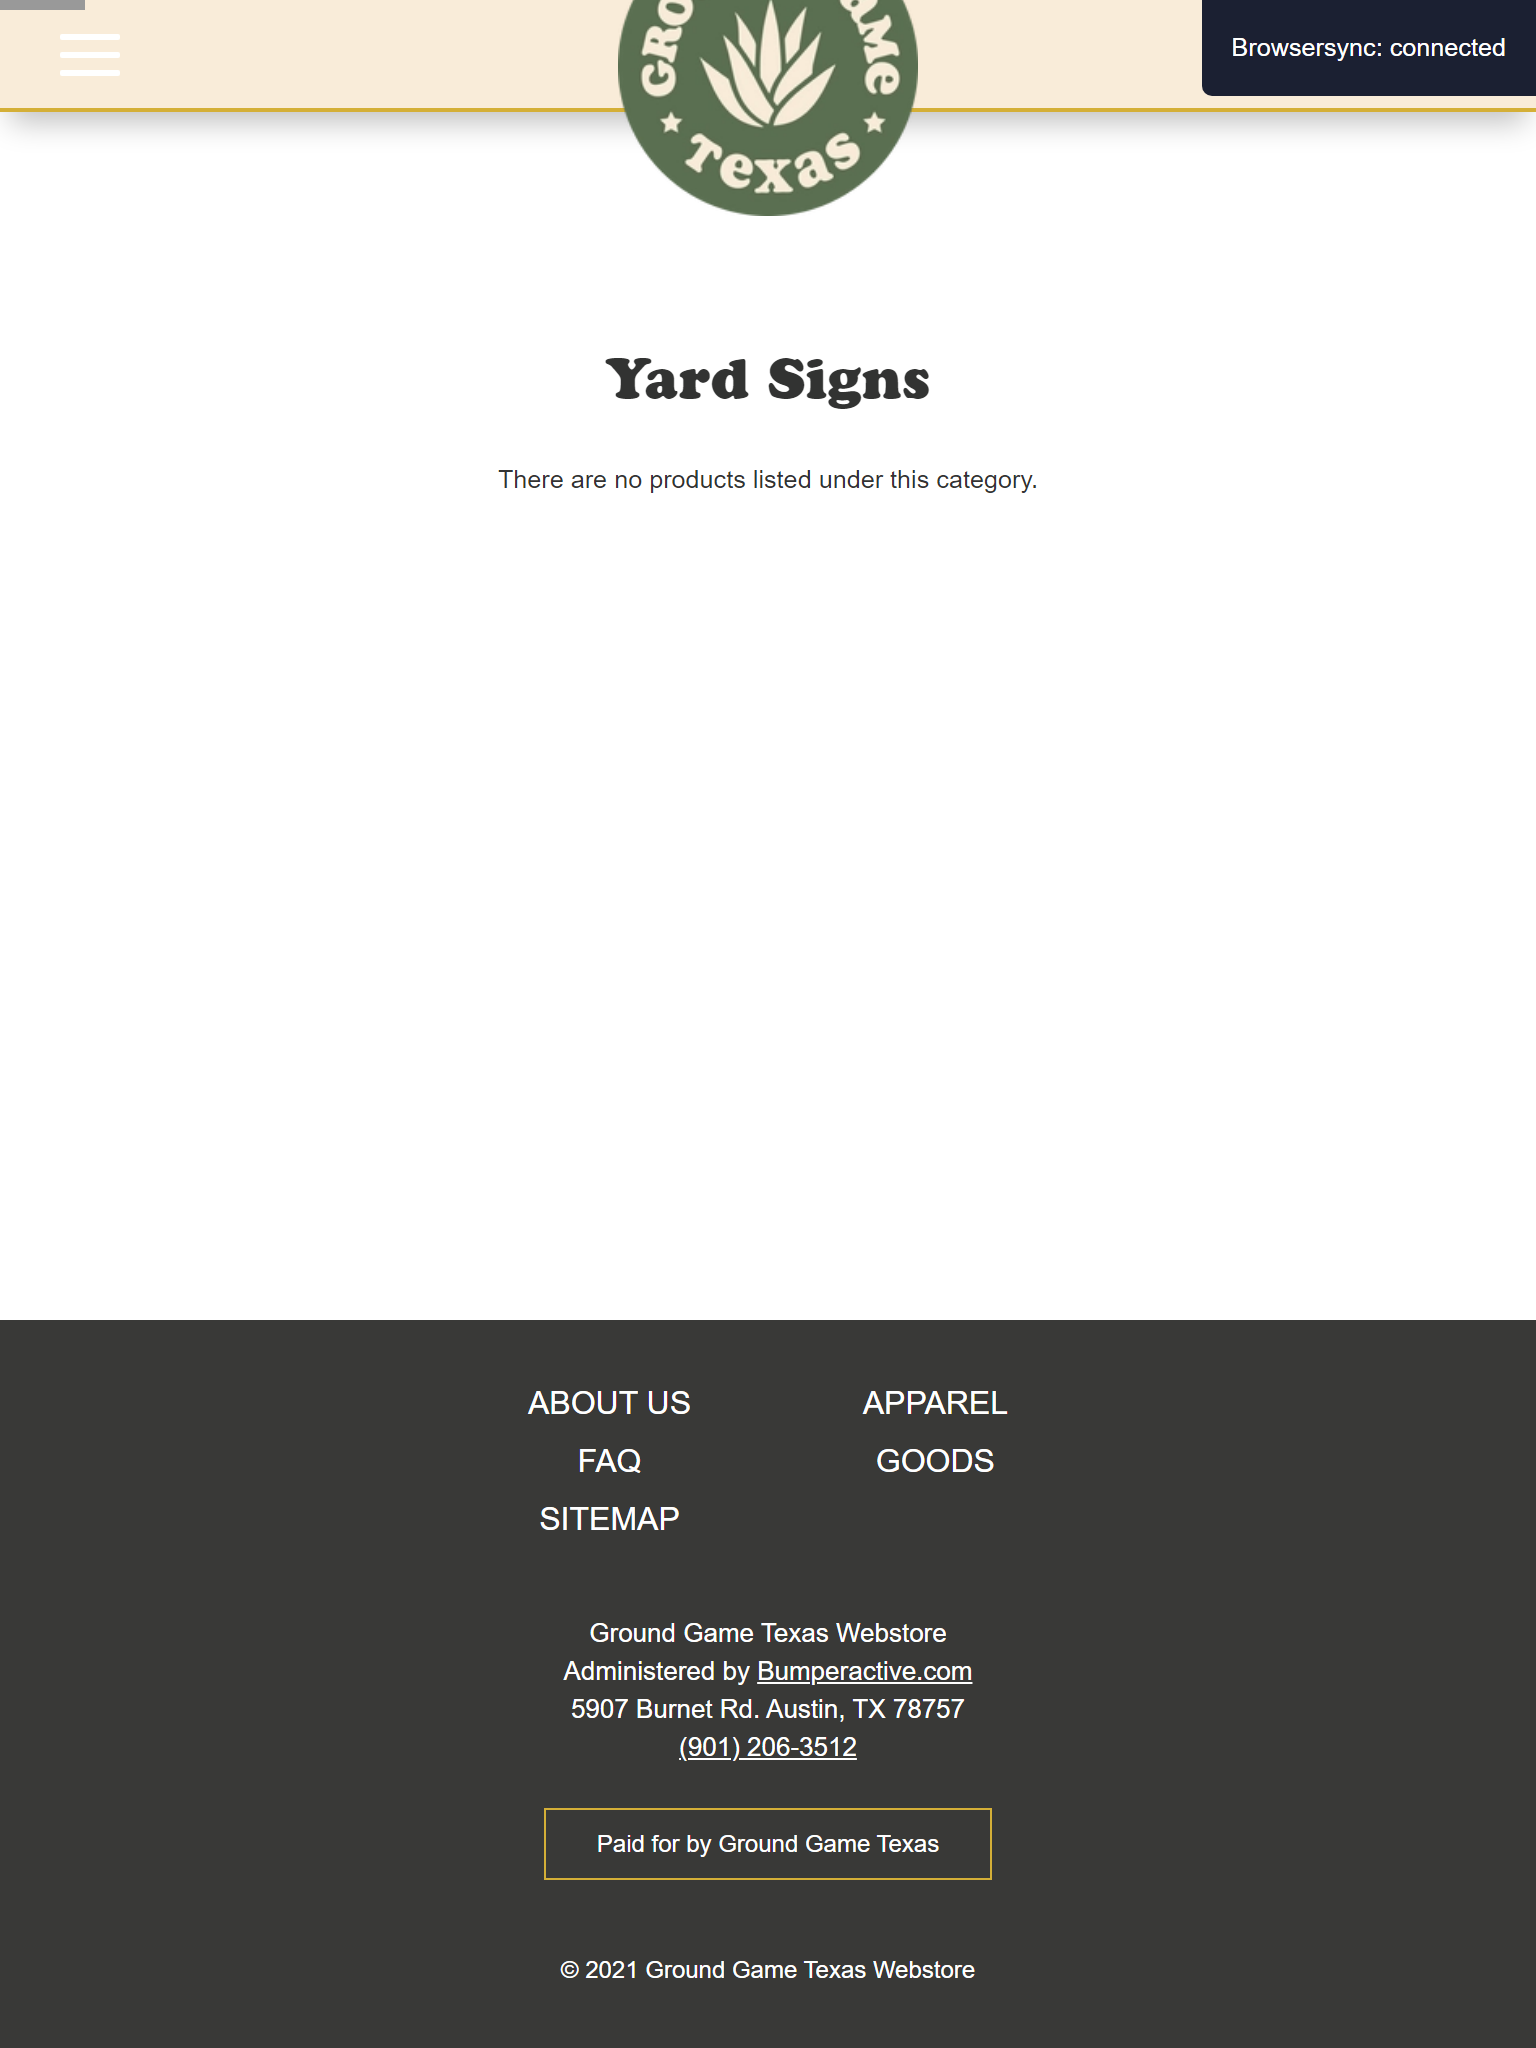 Browsersync: connected
Texas
Yard Signs
There are no products listed under this category.
ABOUT US
APPAREL
FAQ
GOODS
SITEMAP
Ground Game Texas Webstore
Administered by Bumperactive.com
5907 Burnet Rd. Austin, TX 78757
(901) 206-3512
Paid for by Ground Game Texas
© 2021 Ground Game Texas Webstore